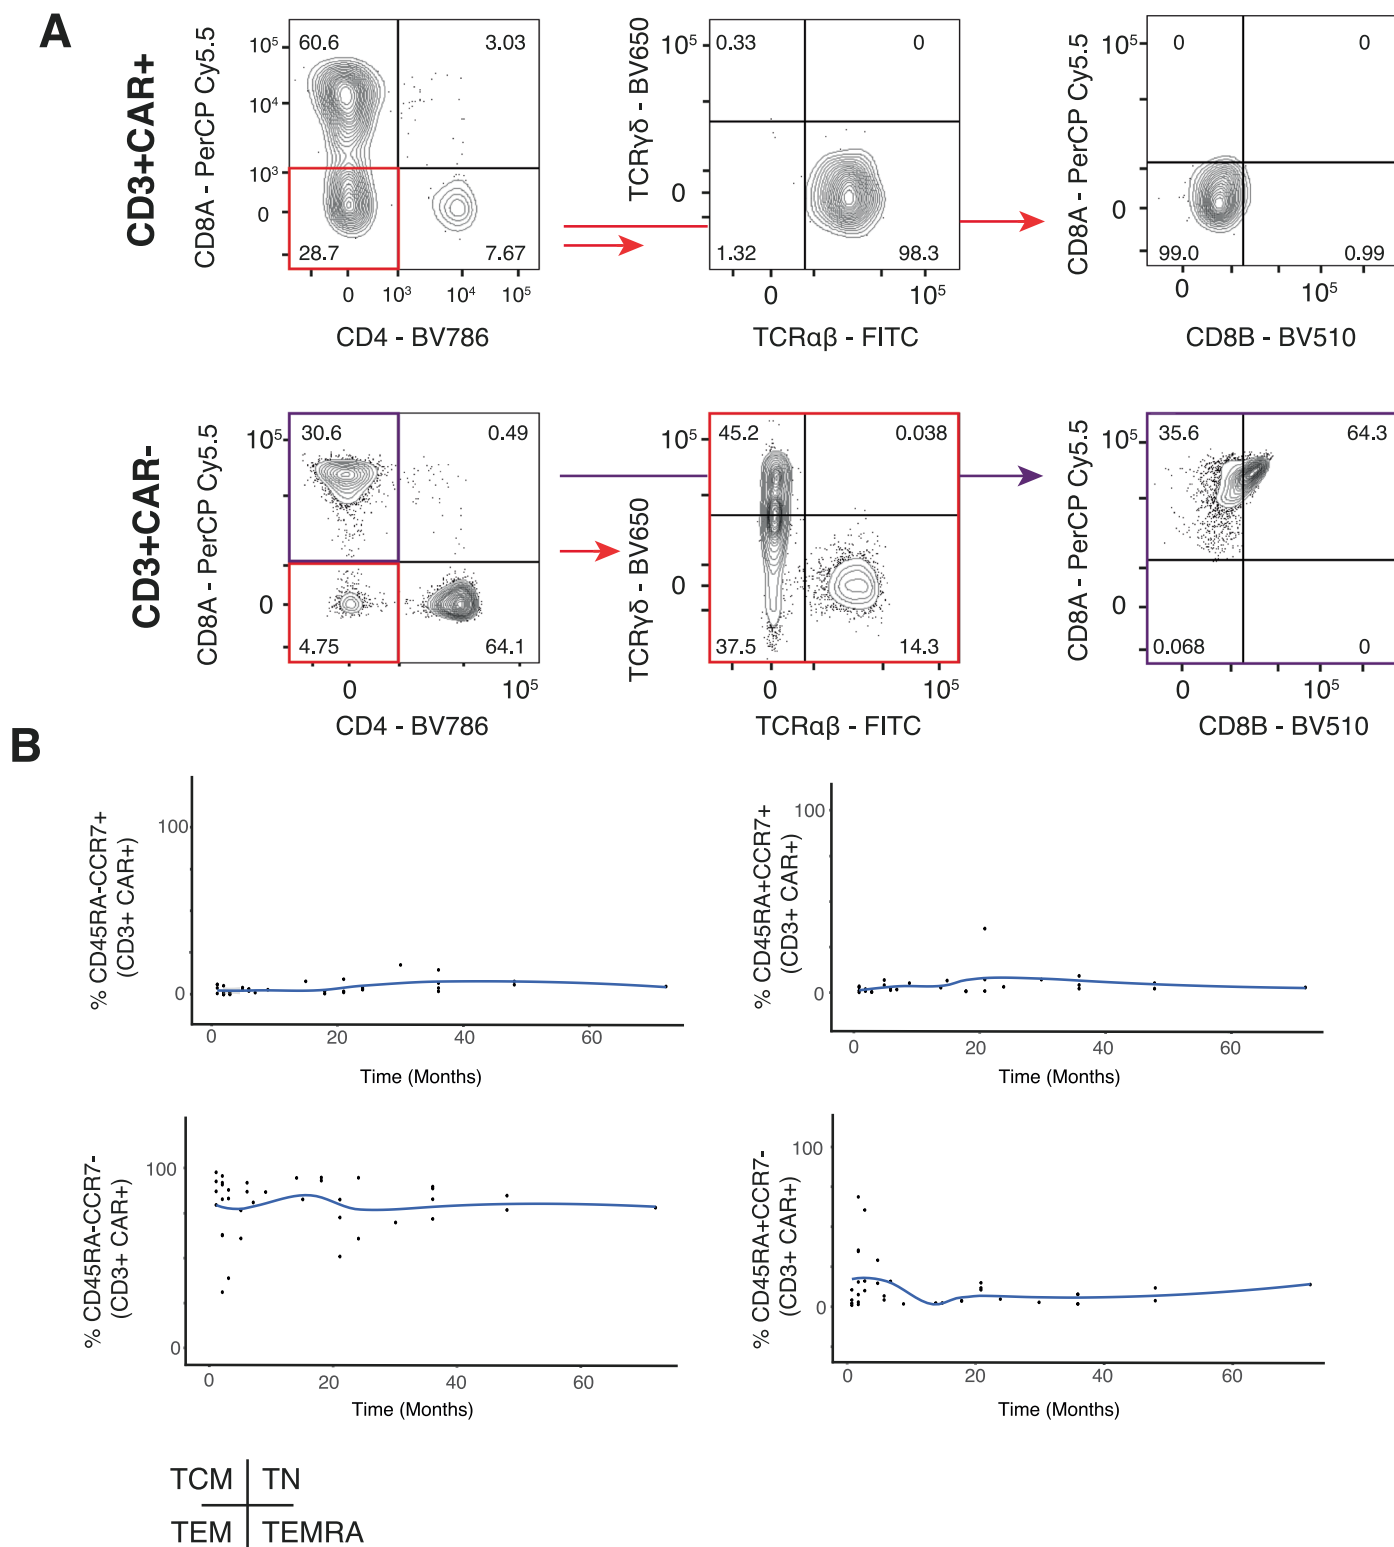 A
CD3+CAR+
CD8A - PerCP Cy5.5
10⁵
10⁴
10³
0
60.6
3.03
28.7
7.67
0
10³
10⁴
10⁵
CD4 - BV786
TCRγδ - BV650
10⁵
0
0.33
0
1.32
98.3
0
10⁵
TCRαβ - FITC
CD8A - PerCP Cy5.5
10⁵
0
0
0
99.0
0.99
0
10⁵
CD8B - BV510
CD3+CAR-
CD8A - PerCP Cy5.5
10⁵
0
30.6
0.49
4.75
64.1
0
10⁵
CD4 - BV786
TCRγδ - BV650
10⁵
0
45.2
0.038
37.5
14.3
0
10⁵
TCRαβ - FITC
CD8A - PerCP Cy5.5
10⁵
0
35.6
64.3
0.068
0
0
10⁵
CD8B - BV510
B
% CD45RA-CCR7+
(CD3+ CAR+)
100
0
0
20
40
60
Time (Months)
% CD45RA+CCR7+
(CD3+ CAR+)
100
0
0
20
40
60
Time (Months)
% CD45RA-CCR7-
(CD3+ CAR+)
100
0
0
20
40
60
Time (Months)
% CD45RA+CCR7-
(CD3+ CAR+)
100
0
0
20
40
60
Time (Months)
TCM TN
TEM TEMRA